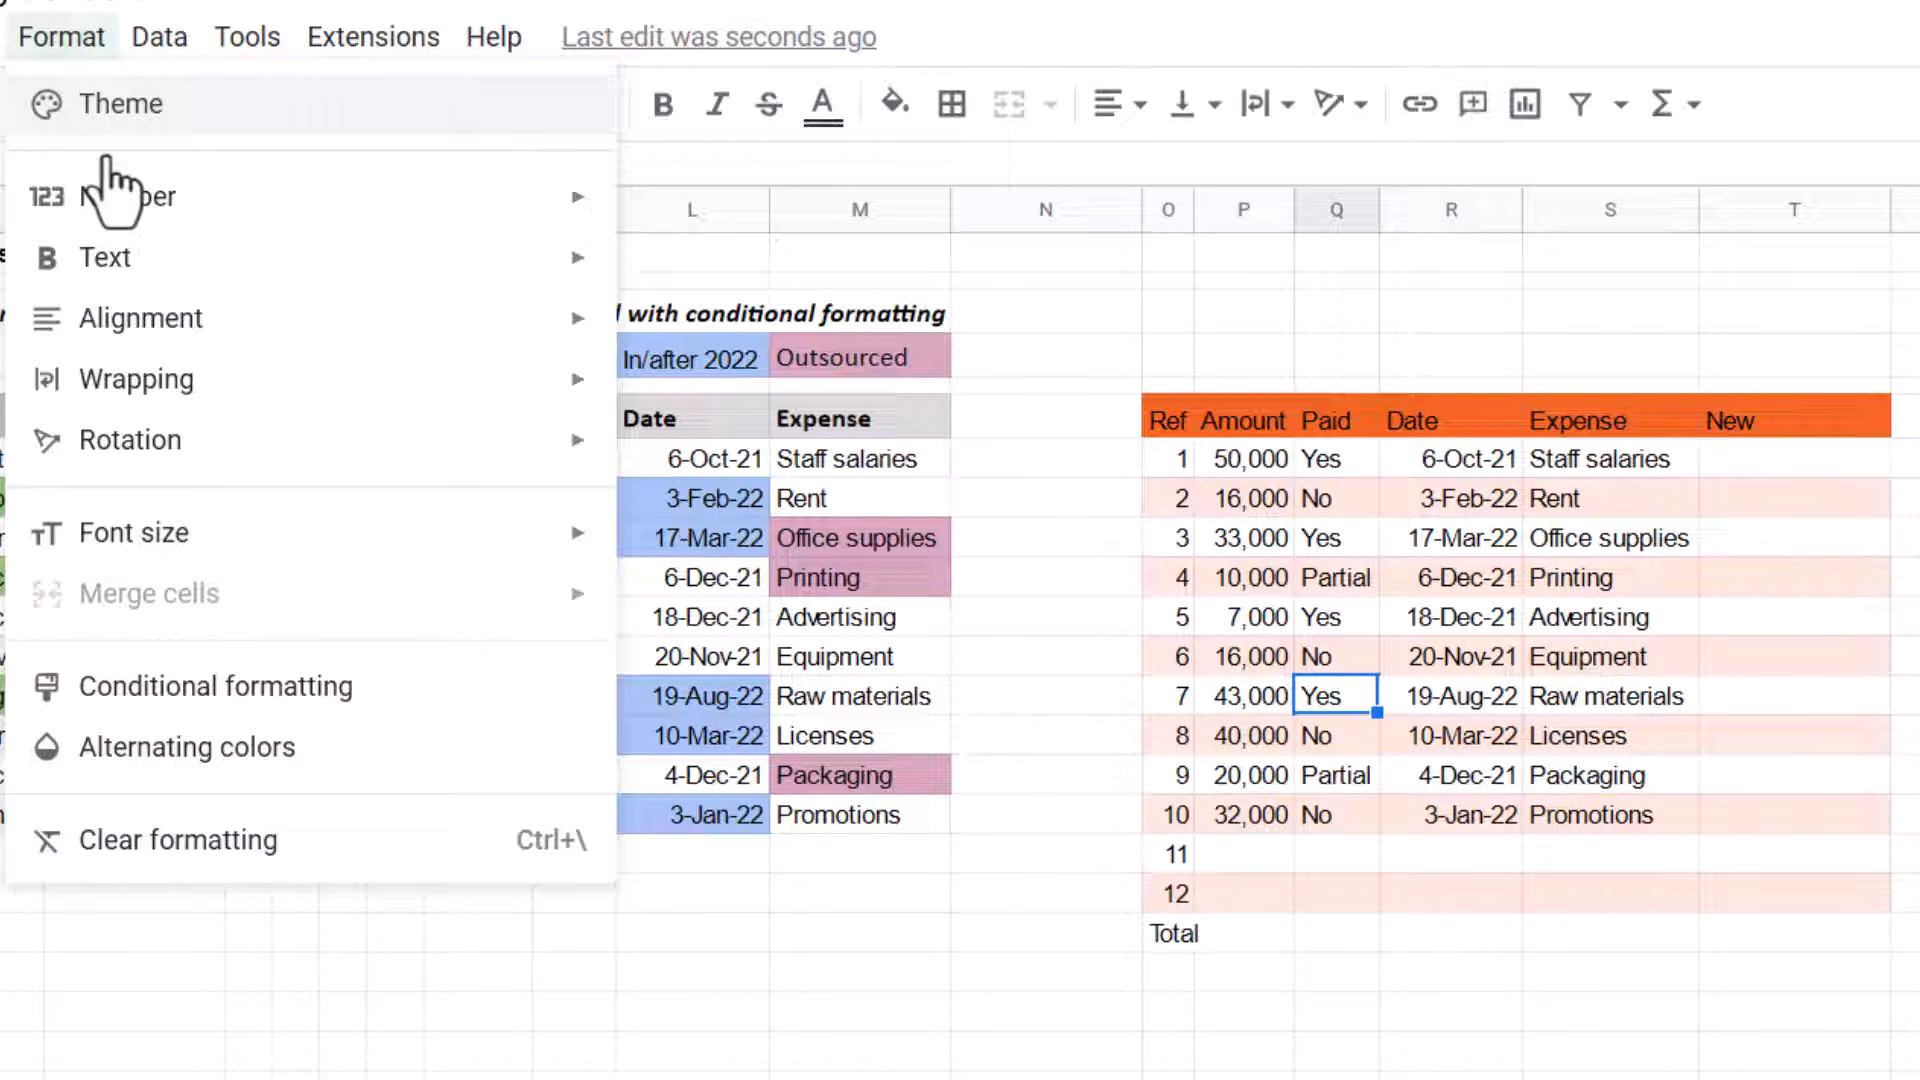 Format Data Tools Extensions Help Last edit was seconds ago
Theme
123
Text
Alignment
Wrapping
Rotation
Font size
Merge cells
Conditional formatting
Alternating colors
Clear formatting Ctrl+\
L M N O P Q R S T
with conditional formatting
In/after 2022 Outsourced
Date Expense
6-Oct-21 Staff salaries
3-Feb-22 Rent
17-Mar-22 Office supplies
6-Dec-21 Printing
18-Dec-21 Advertising
20-Nov-21 Equipment
19-Aug-22 Raw materials
10-Mar-22 Licenses
4-Dec-21 Packaging
3-Jan-22 Promotions
Ref Amount Paid Date Expense New
1 50,000 Yes 6-Oct-21 Staff salaries
2 16,000 No 3-Feb-22 Rent
3 33,000 Yes 17-Mar-22 Office supplies
4 10,000 Partial 6-Dec-21 Printing
5 7,000 Yes 18-Dec-21 Advertising
6 16,000 No 20-Nov-21 Equipment
7 43,000 Yes 19-Aug-22 Raw materials
8 40,000 No 10-Mar-22 Licenses
9 20,000 Partial 4-Dec-21 Packaging
10 32,000 No 3-Jan-22 Promotions
11
12
Total